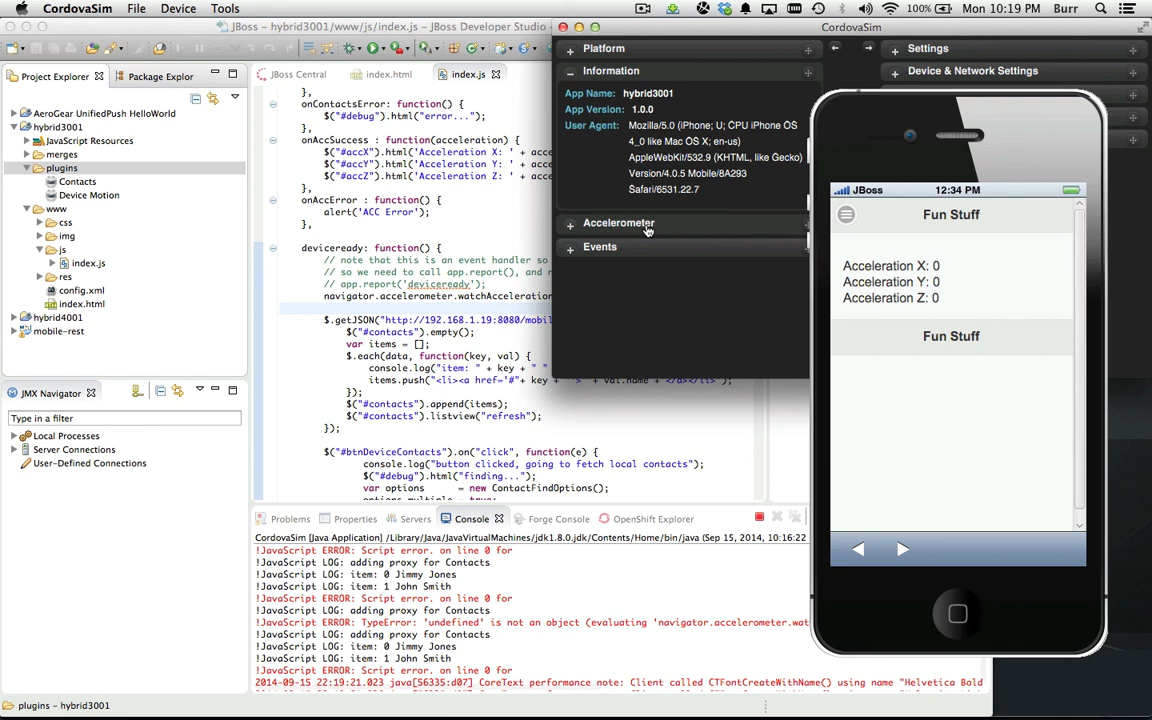 CordovaSim File Device Tools 100% Mon 10:19 PM Burr
JBoss – hybrid3001/www/js/index.js – JBoss Developer Studio
Project Explorer
Package Explor
AeroGear UnifiedPush HelloWorld
hybrid3001
JavaScript Resources
merges
plugins
Contacts
Device Motion
www
css
img
js
index.js
res
config.xml
index.html
hybrid4001
mobile-rest
JMX Navigator
Type in a filter
Local Processes
Server Connections
User-Defined Connections
JBoss Central
index.html
index.js
},
onContactsError: function() {
$("#debug").html("error...");
},
onAccSuccess : function(acceleration) {
$("#accX").html('Acceleration X: ' + a
$("#accY").html('Acceleration Y: ' + a
$("#accZ").html('Acceleration Z: ' + a
},
onAccError : function() {
alert('ACC Error');
},
deviceready: function() {
// note that this is an event handler so
// so we need to call app.report(), and n
// app.report('deviceready');
navigator.accelerometer.watchAcceleration
$.getJSON("http://192.168.1.19:8080/mobil
$("#contacts").empty();
var items = [];
$.each(data, function(key, val) {
console.log("item: " + key + " "
items.push("<li><a href='#"+ key + "'>" + val.name + "</a></li>");
});
$("#contacts").append(items);
$("#contacts").listview("refresh");
});
$("#btnDeviceContacts").on("click", function(e) {
console.log("button clicked, going to fetch local contacts");
$("#debug").html("finding...");
var options = new ContactFindOptions();
options.multiple = true;
Problems
Properties
Servers
Console
Forge Console
OpenShift Explorer
CordovaSim [Java Application] /Library/Java/JavaVirtualMachines/jdk1.8.0.jdk/Contents/Home/bin/java (Sep 15, 2014, 10:16:22
!JavaScript ERROR: Script error. on line 0 for
!JavaScript LOG: adding proxy for Contacts
!JavaScript LOG: item: 0 Jimmy Jones
!JavaScript LOG: item: 1 John Smith
!JavaScript ERROR: Script error. on line 0 for
!JavaScript LOG: adding proxy for Contacts
!JavaScript ERROR: TypeError: 'undefined' is not an object (evaluating 'navigator.accelerometer.wat
!JavaScript LOG: adding proxy for Contacts
!JavaScript LOG: item: 0 Jimmy Jones
!JavaScript LOG: item: 1 John Smith
!JavaScript ERROR: Script error. on line 0 for
2014-09-15 22:19:21.023 java[56335:d07] CoreText performance note: Client called CTFontCreateWithName() using name "Helvetica Bold
plugins - hybrid3001
CordovaSim
Platform
Information
App Name: hybrid3001
App Version: 1.0.0
User Agent: Mozilla/5.0 (iPhone; U; CPU iPhone OS
4_0 like Mac OS X; en-us)
AppleWebKit/532.9 (KHTML, like Gecko)
Version/4.0.5 Mobile/8A293
Safari/6531.22.7
Accelerometer
Events
Settings
Device & Network Settings
JBoss 12:34 PM
Fun Stuff
Acceleration X: 0
Acceleration Y: 0
Acceleration Z: 0
Fun Stuff